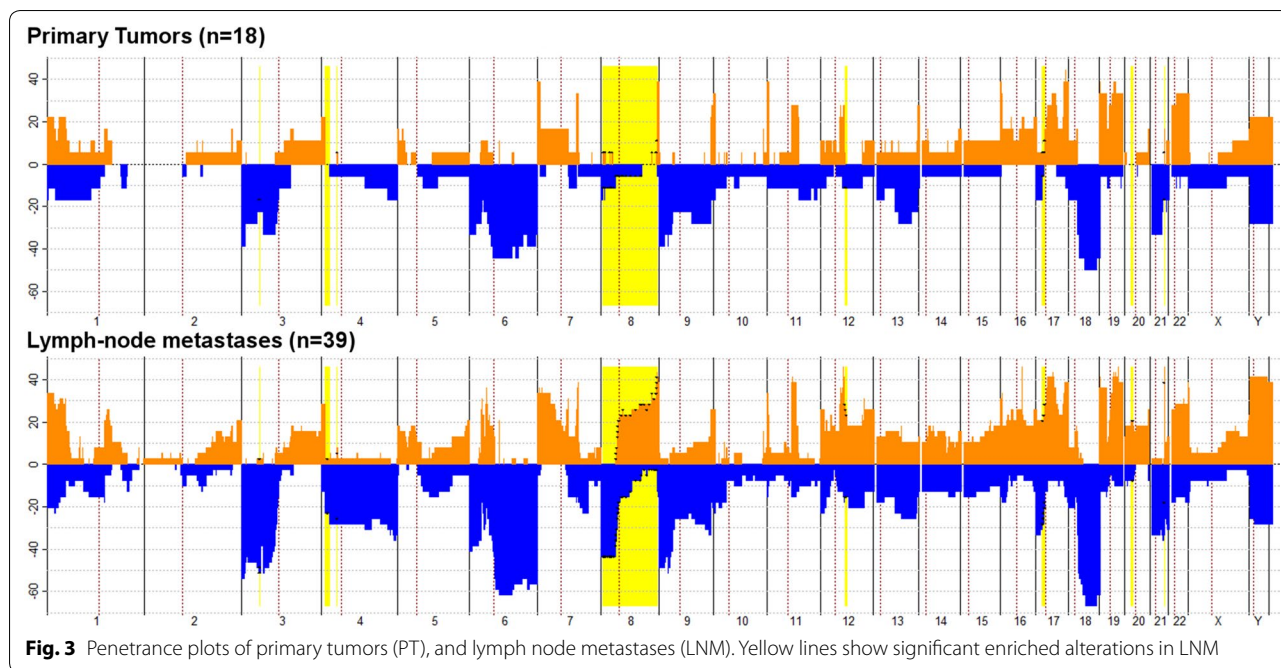 Primary Tumors (n=18)
40
20
0
-20
-40
-60
1 2 3 4 5 6 7 8 9 10 11 12 13 14 15 16 17 18 19 20 21 22 X Y
Lymph-node metastases (n=39)
40
20
0
-20
-40
-60
1 2 3 4 5 6 7 8 9 10 11 12 13 14 15 16 17 18 19 20 21 22 X Y
Fig. 3 Penetrance plots of primary tumors (PT), and lymph node metastases (LNM). Yellow lines show significant enriched alterations in LNM